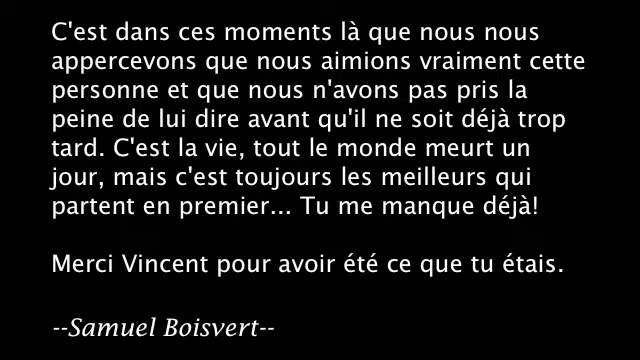 C'est dans ces moments là que nous nous
appercevons que nous aimions vraiment cette
personne et que nous n'avons pas pris la
peine de lui dire avant qu'il ne soit déjà trop
tard. C'est la vie, tout le monde meurt un
jour, mais c'est toujours les meilleurs qui
partent en premier... Tu me manque déjà!
Merci Vincent pour avoir été ce que tu étais.
--Samuel Boisvert--